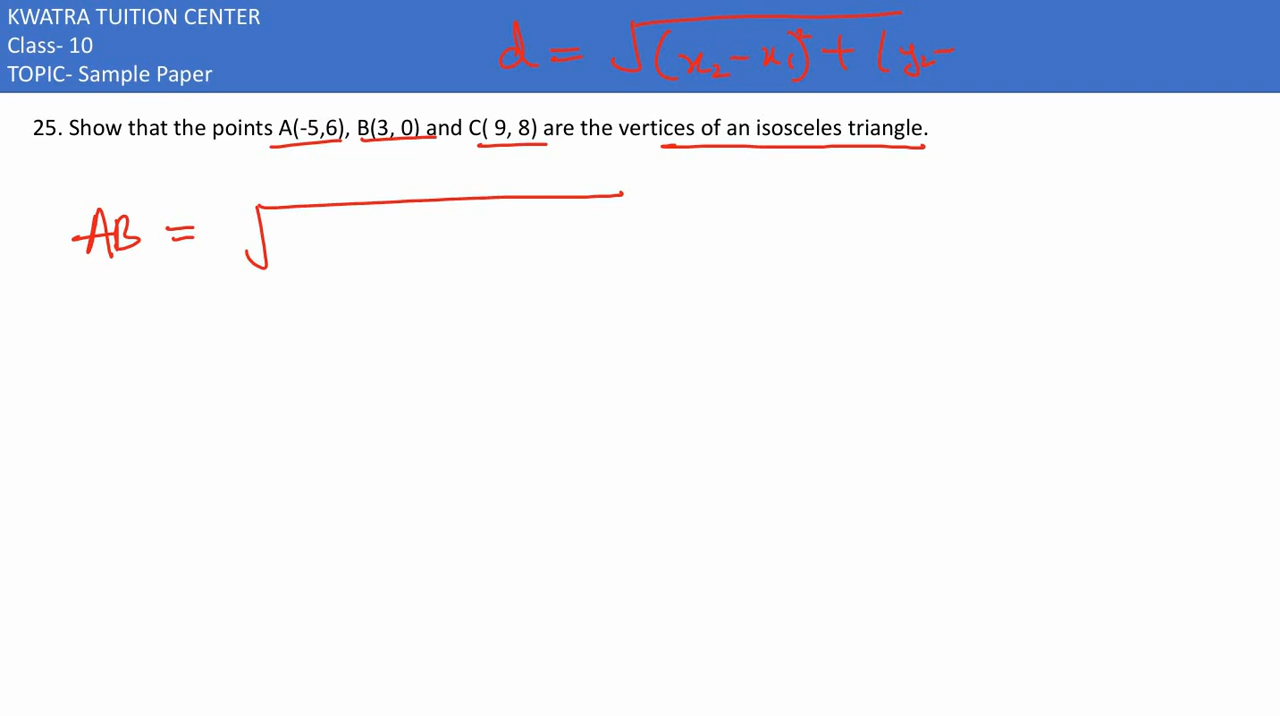 KWATRA TUITION CENTER
Class- 10
TOPIC- Sample Paper
d = √(x₂ - x₁)² + (y₂ -
25. Show that the points A(-5,6), B(3, 0) and C( 9, 8) are the vertices of an isosceles triangle.
AB = √